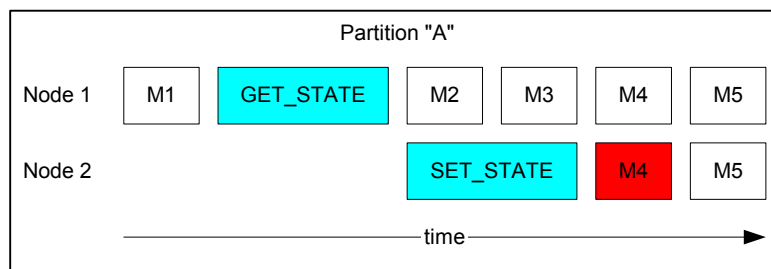 Partition "A"
Node 1 M1 GET_STATE M2 M3 M4 M5
Node 2 SET_STATE M4 M5
time